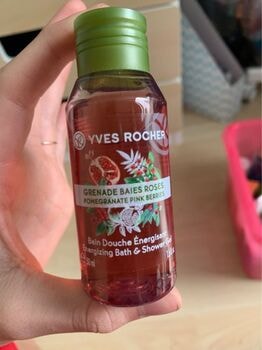 YVES ROCHER
GRENADE BAIES ROSES
POMEGRANATE PINK BERRIES
Bain Douche Énergisant
Energizing Bath & Shower Gel